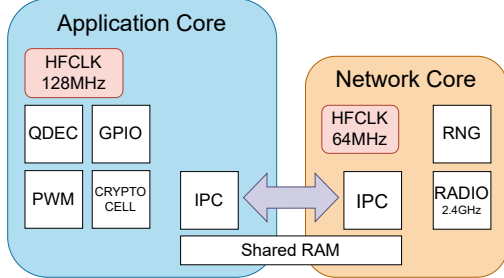 Application Core
HFCLK
128MHz
QDEC
GPIO
PWM
CRYPTO
CELL
IPC
Network Core
HFCLK
64MHz
RNG
IPC
RADIO
2.4GHz
Shared RAM